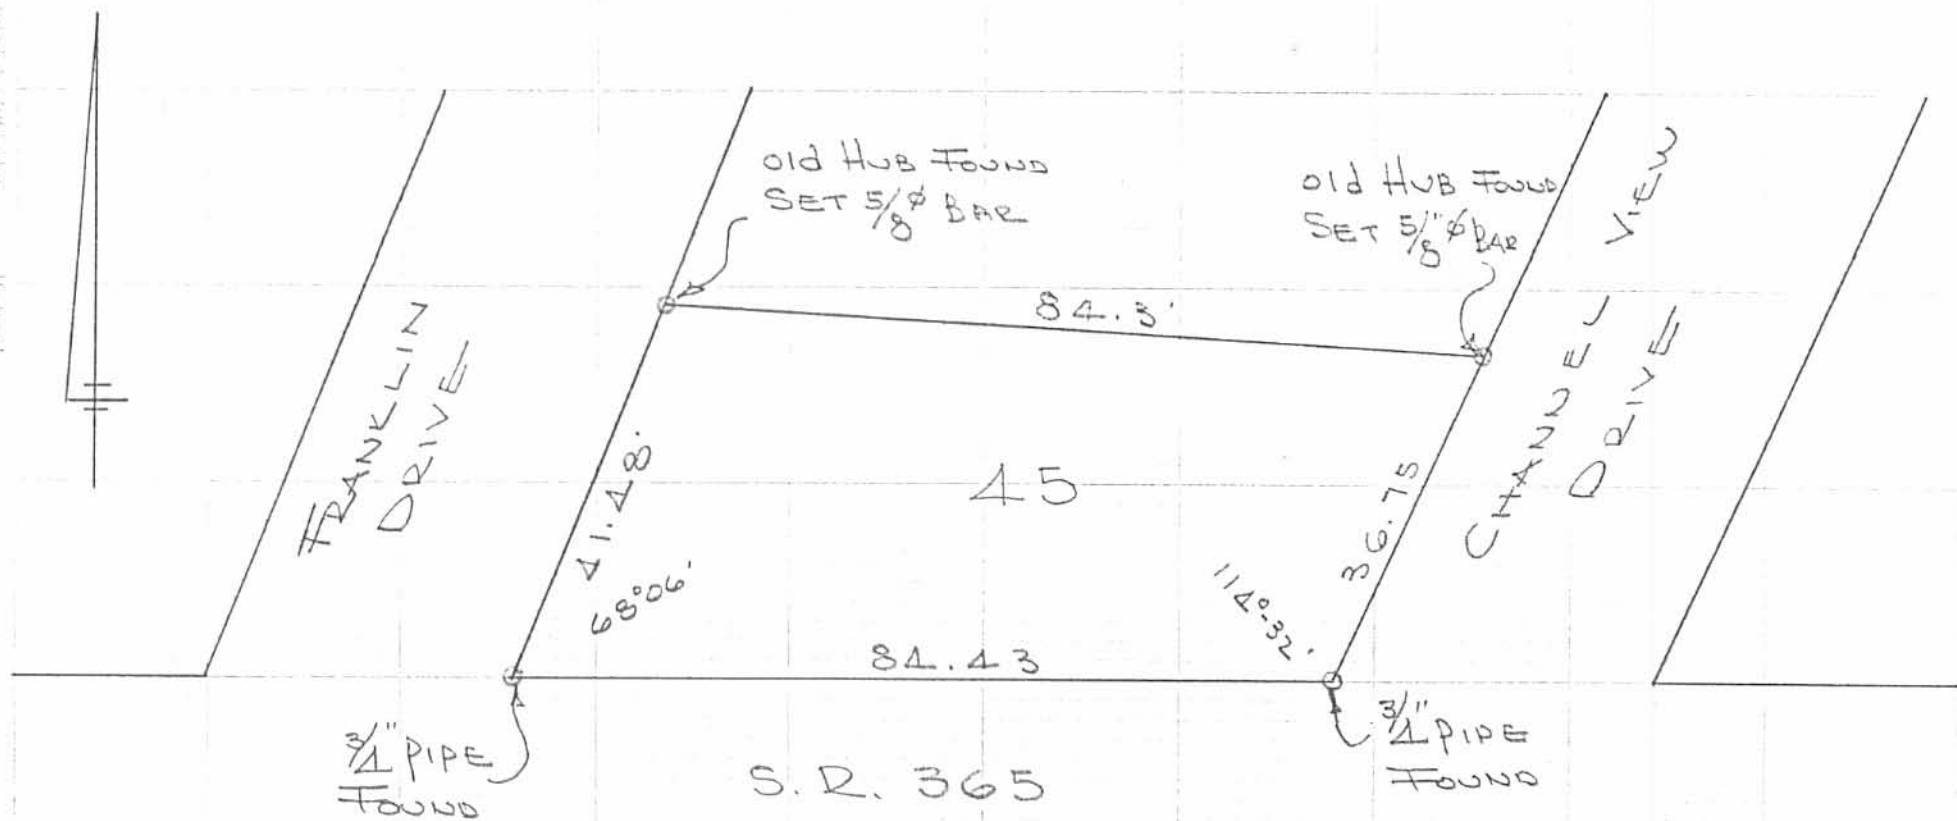 old HUB FOUND
SET 5/8 ø BAR
old HUB FOUND
SET 5/8" ø BAR
84.3'
FRANKLIN
DRIVE
CHANNEL VIEW
DRIVE
41.48'
45
36.75
68°06'
114°-32'
84.43
3/4" PIPE
FOUND
3/4" PIPE
FOUND
S.R. 365